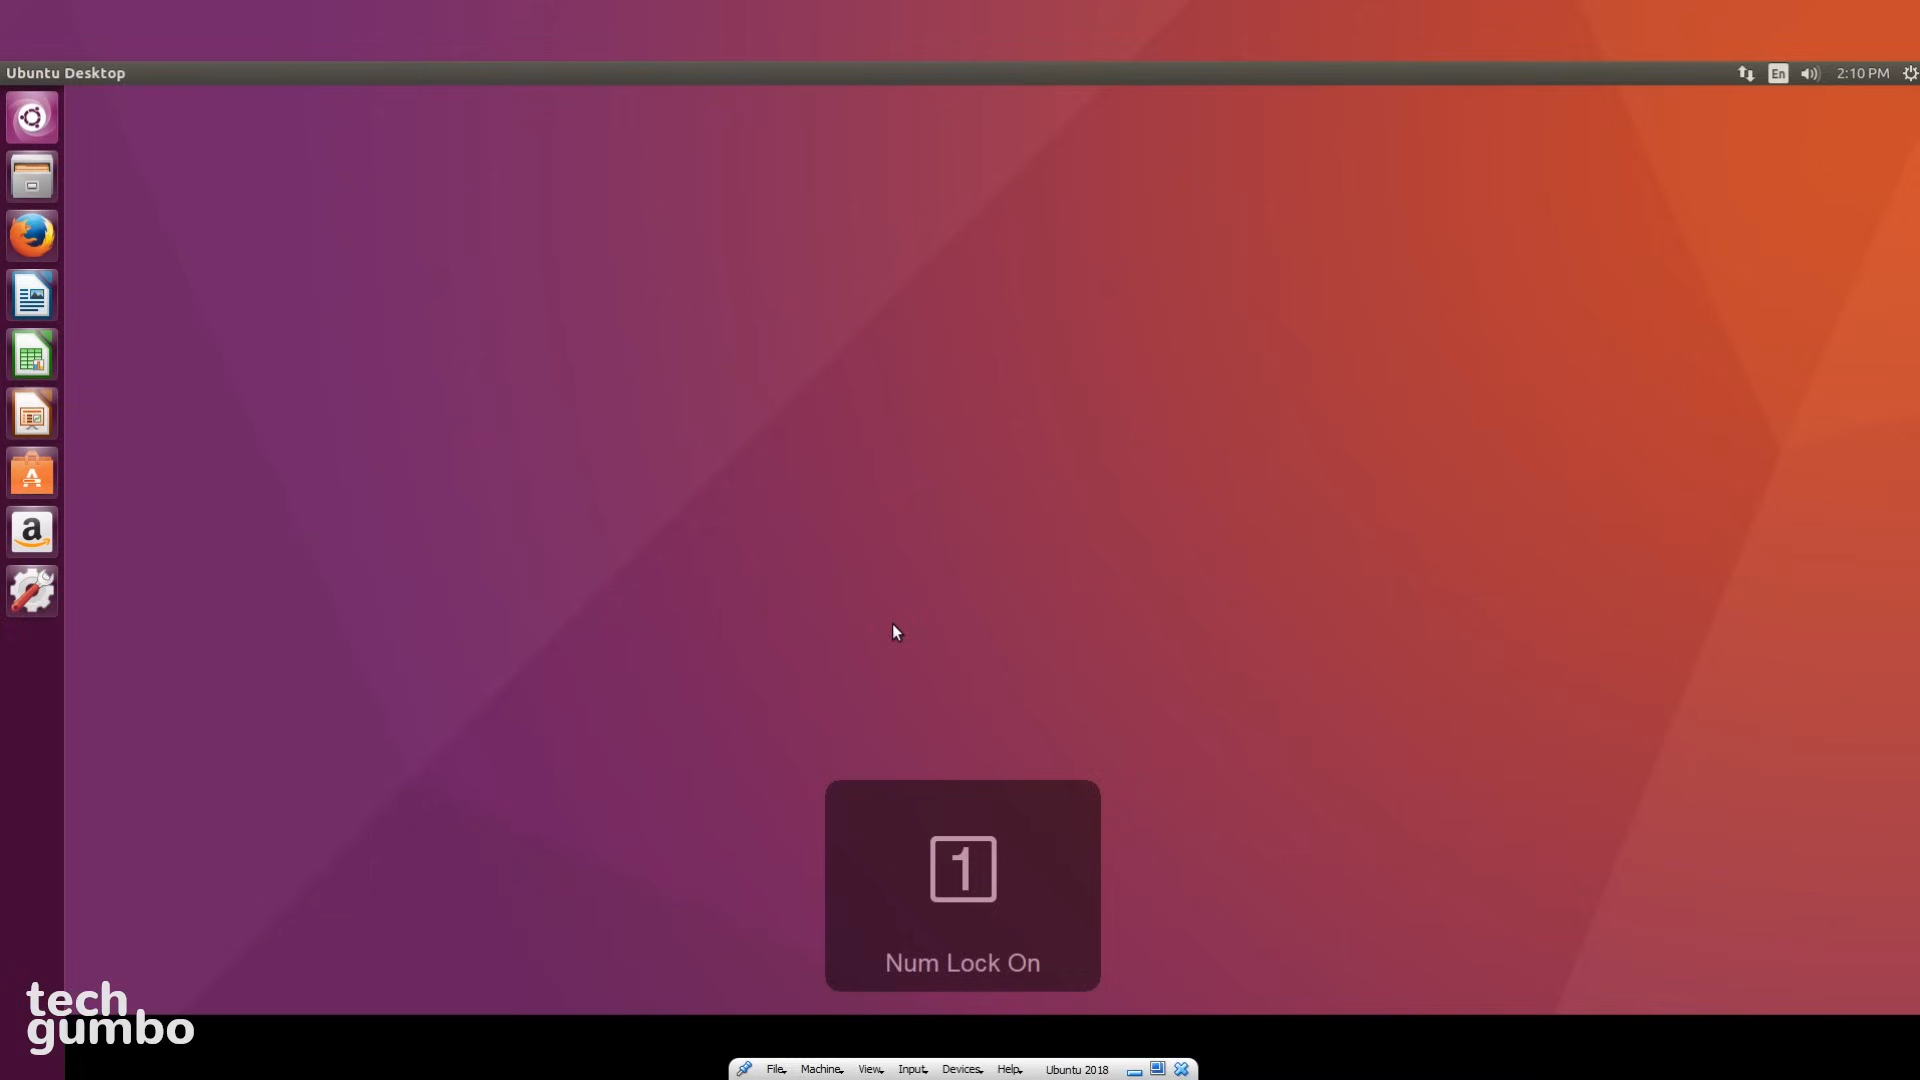 Ubuntu Desktop
En
2:10 PM
A
a
1
Num Lock On
tech
gumbo
File Machine View Input Devices Help Ubuntu 2018